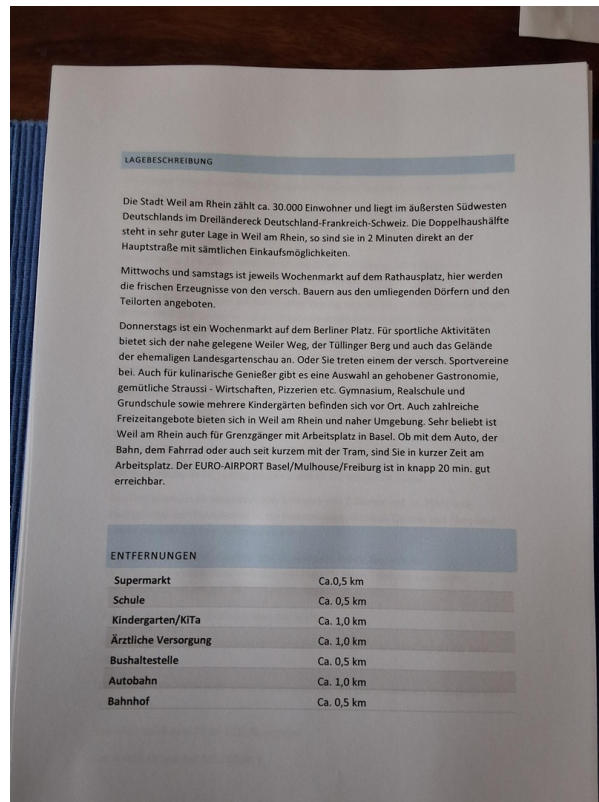 LAGEBESCHREIBUNG
Die Stadt Weil am Rhein zählt ca. 30.000 Einwohner und liegt im äußersten Südwesten
Deutschlands im Dreiländereck Deutschland-Frankreich-Schweiz. Die Doppelhaushälfte
steht in sehr guter Lage in Weil am Rhein, so sind sie in 2 Minuten direkt an der
Hauptstraße mit sämtlichen Einkaufsmöglichkeiten.
Mittwochs und samstags ist jeweils Wochenmarkt auf dem Rathausplatz, hier werden
die frischen Erzeugnisse von den versch. Bauern aus den umliegenden Dörfern und den
Teilorten angeboten.
Donnerstags ist ein Wochenmarkt auf dem Berliner Platz. Für sportliche Aktivitäten
bietet sich der nahe gelegene Weiler Weg, der Tüllinger Berg und auch das Gelände
der ehemaligen Landesgartenschau an. Oder Sie treten einem der versch. Sportvereine
bei. Auch für kulinarische Genießer gibt es eine Auswahl an gehobener Gastronomie,
gemütliche Straussi - Wirtschaften, Pizzerien etc. Gymnasium, Realschule und
Grundschule sowie mehrere Kindergärten befinden sich vor Ort. Auch zahlreiche
Freizeitangebote bieten sich in Weil am Rhein und naher Umgebung. Sehr beliebt ist
Weil am Rhein auch für Grenzgänger mit Arbeitsplatz in Basel. Ob mit dem Auto, der
Bahn, dem Fahrrad oder auch seit kurzem mit der Tram, sind Sie in kurzer Zeit am
Arbeitsplatz. Der EURO-AIRPORT Basel/Mulhouse/Freiburg ist in knapp 20 min. gut
erreichbar.
ENTFERNUNGEN
Supermarkt Ca.0,5 km
Schule Ca. 0,5 km
Kindergarten/KiTa Ca. 1,0 km
Ärztliche Versorgung Ca. 1,0 km
Bushaltestelle Ca. 0,5 km
Autobahn Ca. 1,0 km
Bahnhof Ca. 0,5 km